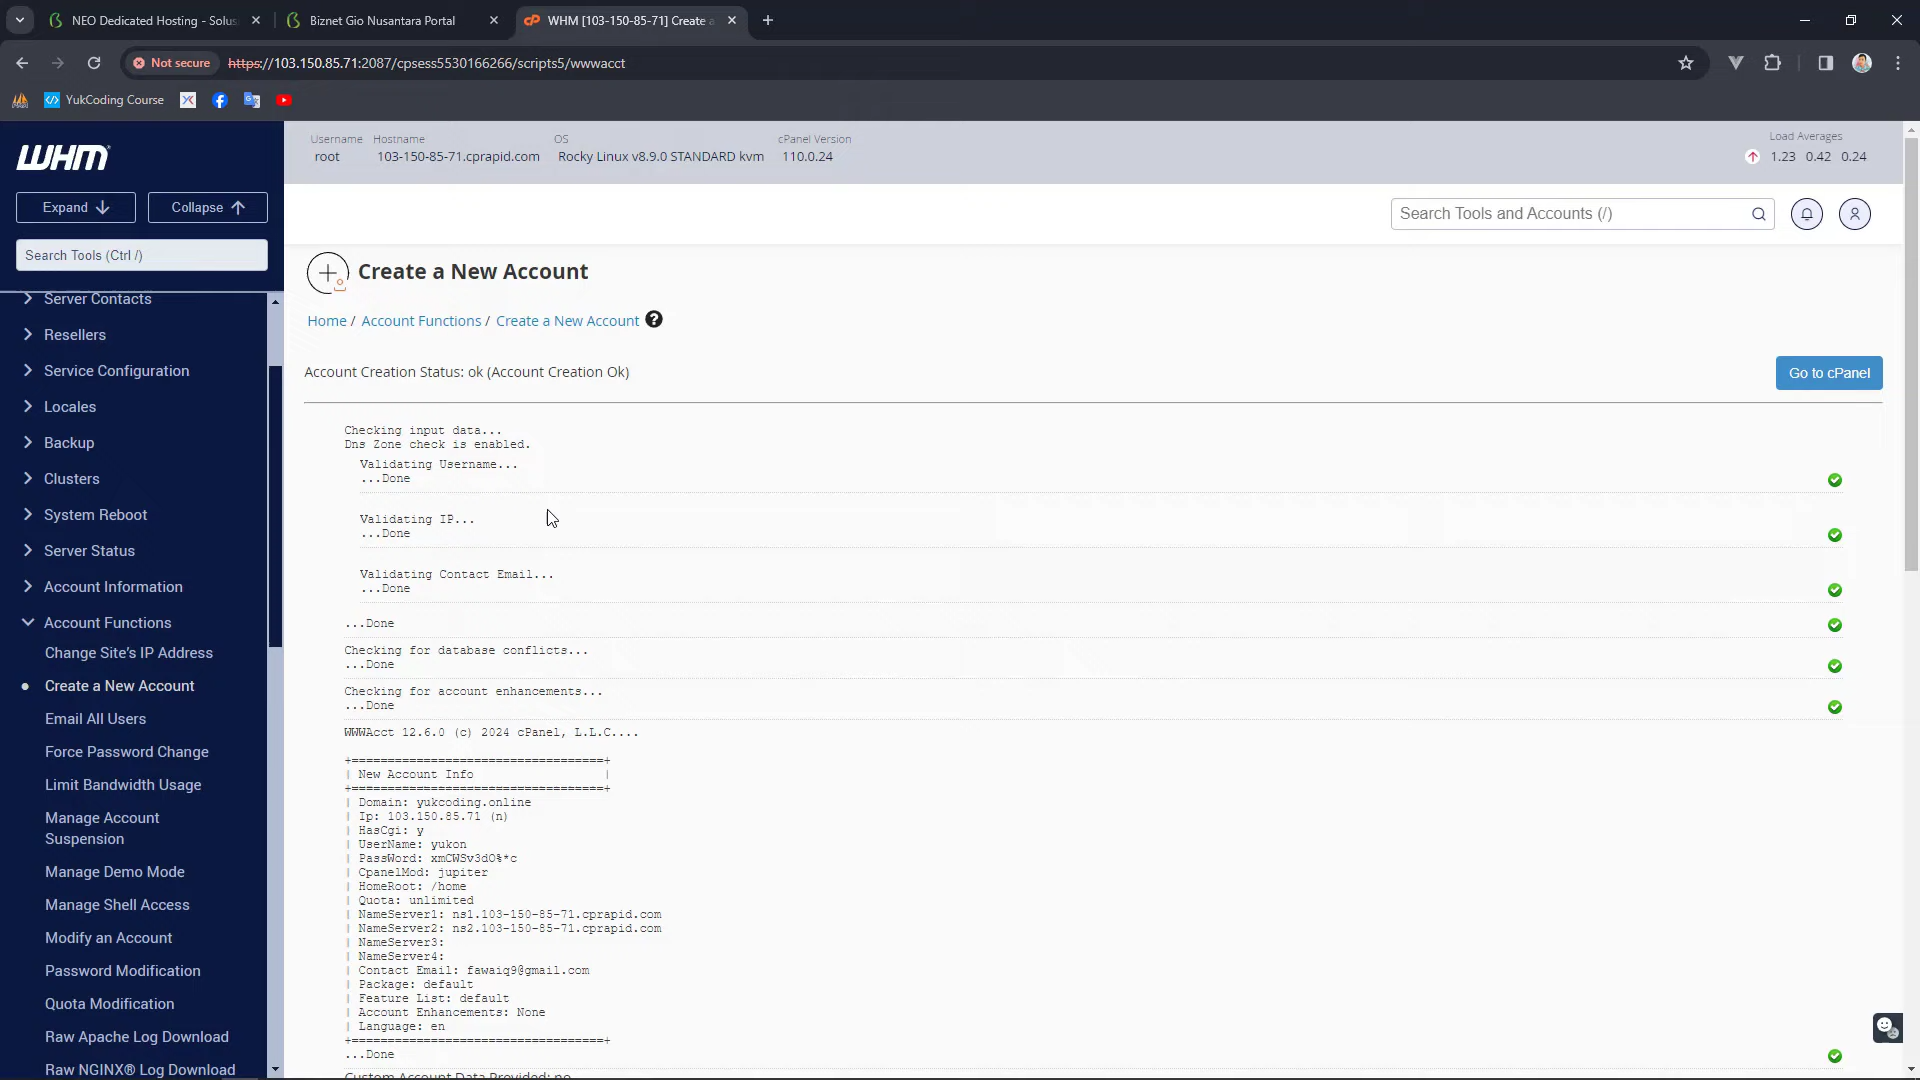 NEO Dedicated Hosting - Solus
Biznet Gio Nusantara Portal
WHM [103-150-85-71] Create a
Not secure
https://103.150.85.71:2087/cpsess5530166266/scripts5/wwwacct
YukCoding Course
WHM
Expand
Collapse
Search Tools (Ctrl /)
Server Contacts
Resellers
Service Configuration
Locales
Backup
Clusters
System Reboot
Server Status
Account Information
Account Functions
Change Site's IP Address
Create a New Account
Email All Users
Force Password Change
Limit Bandwidth Usage
Manage Account
Suspension
Manage Demo Mode
Manage Shell Access
Modify an Account
Password Modification
Quota Modification
Raw Apache Log Download
Raw NGINX® Log Download
Username Hostname OS cPanel Version
root 103-150-85-71.cprapid.com Rocky Linux v8.9.0 STANDARD kvm 110.0.24
Load Averages
1.23 0.42 0.24
Search Tools and Accounts (/)
Create a New Account
Home / Account Functions / Create a New Account
Account Creation Status: ok (Account Creation Ok)
Go to cPanel
Checking input data...
Dns Zone check is enabled.
Validating Username...
...Done
Validating IP...
...Done
Validating Contact Email...
...Done
...Done
Checking for database conflicts...
...Done
Checking for account enhancements...
...Done
WWWAcct 12.6.0 (c) 2024 cPanel, L.L.C....
+===================================+
| New Account Info |
+===================================+
| Domain: yukcoding.online
| Ip: 103.150.85.71 (n)
| HasCgi: y
| UserName: yukon
| PassWord: xmCWSv3dO%*c
| CpanelMod: jupiter
| HomeRoot: /home
| Quota: unlimited
| NameServer1: ns1.103-150-85-71.cprapid.com
| NameServer2: ns2.103-150-85-71.cprapid.com
| NameServer3:
| NameServer4:
| Contact Email: fawaiq9@gmail.com
| Package: default
| Feature List: default
| Account Enhancements: None
| Language: en
+===================================+
...Done
Custom Account Data Provided: no